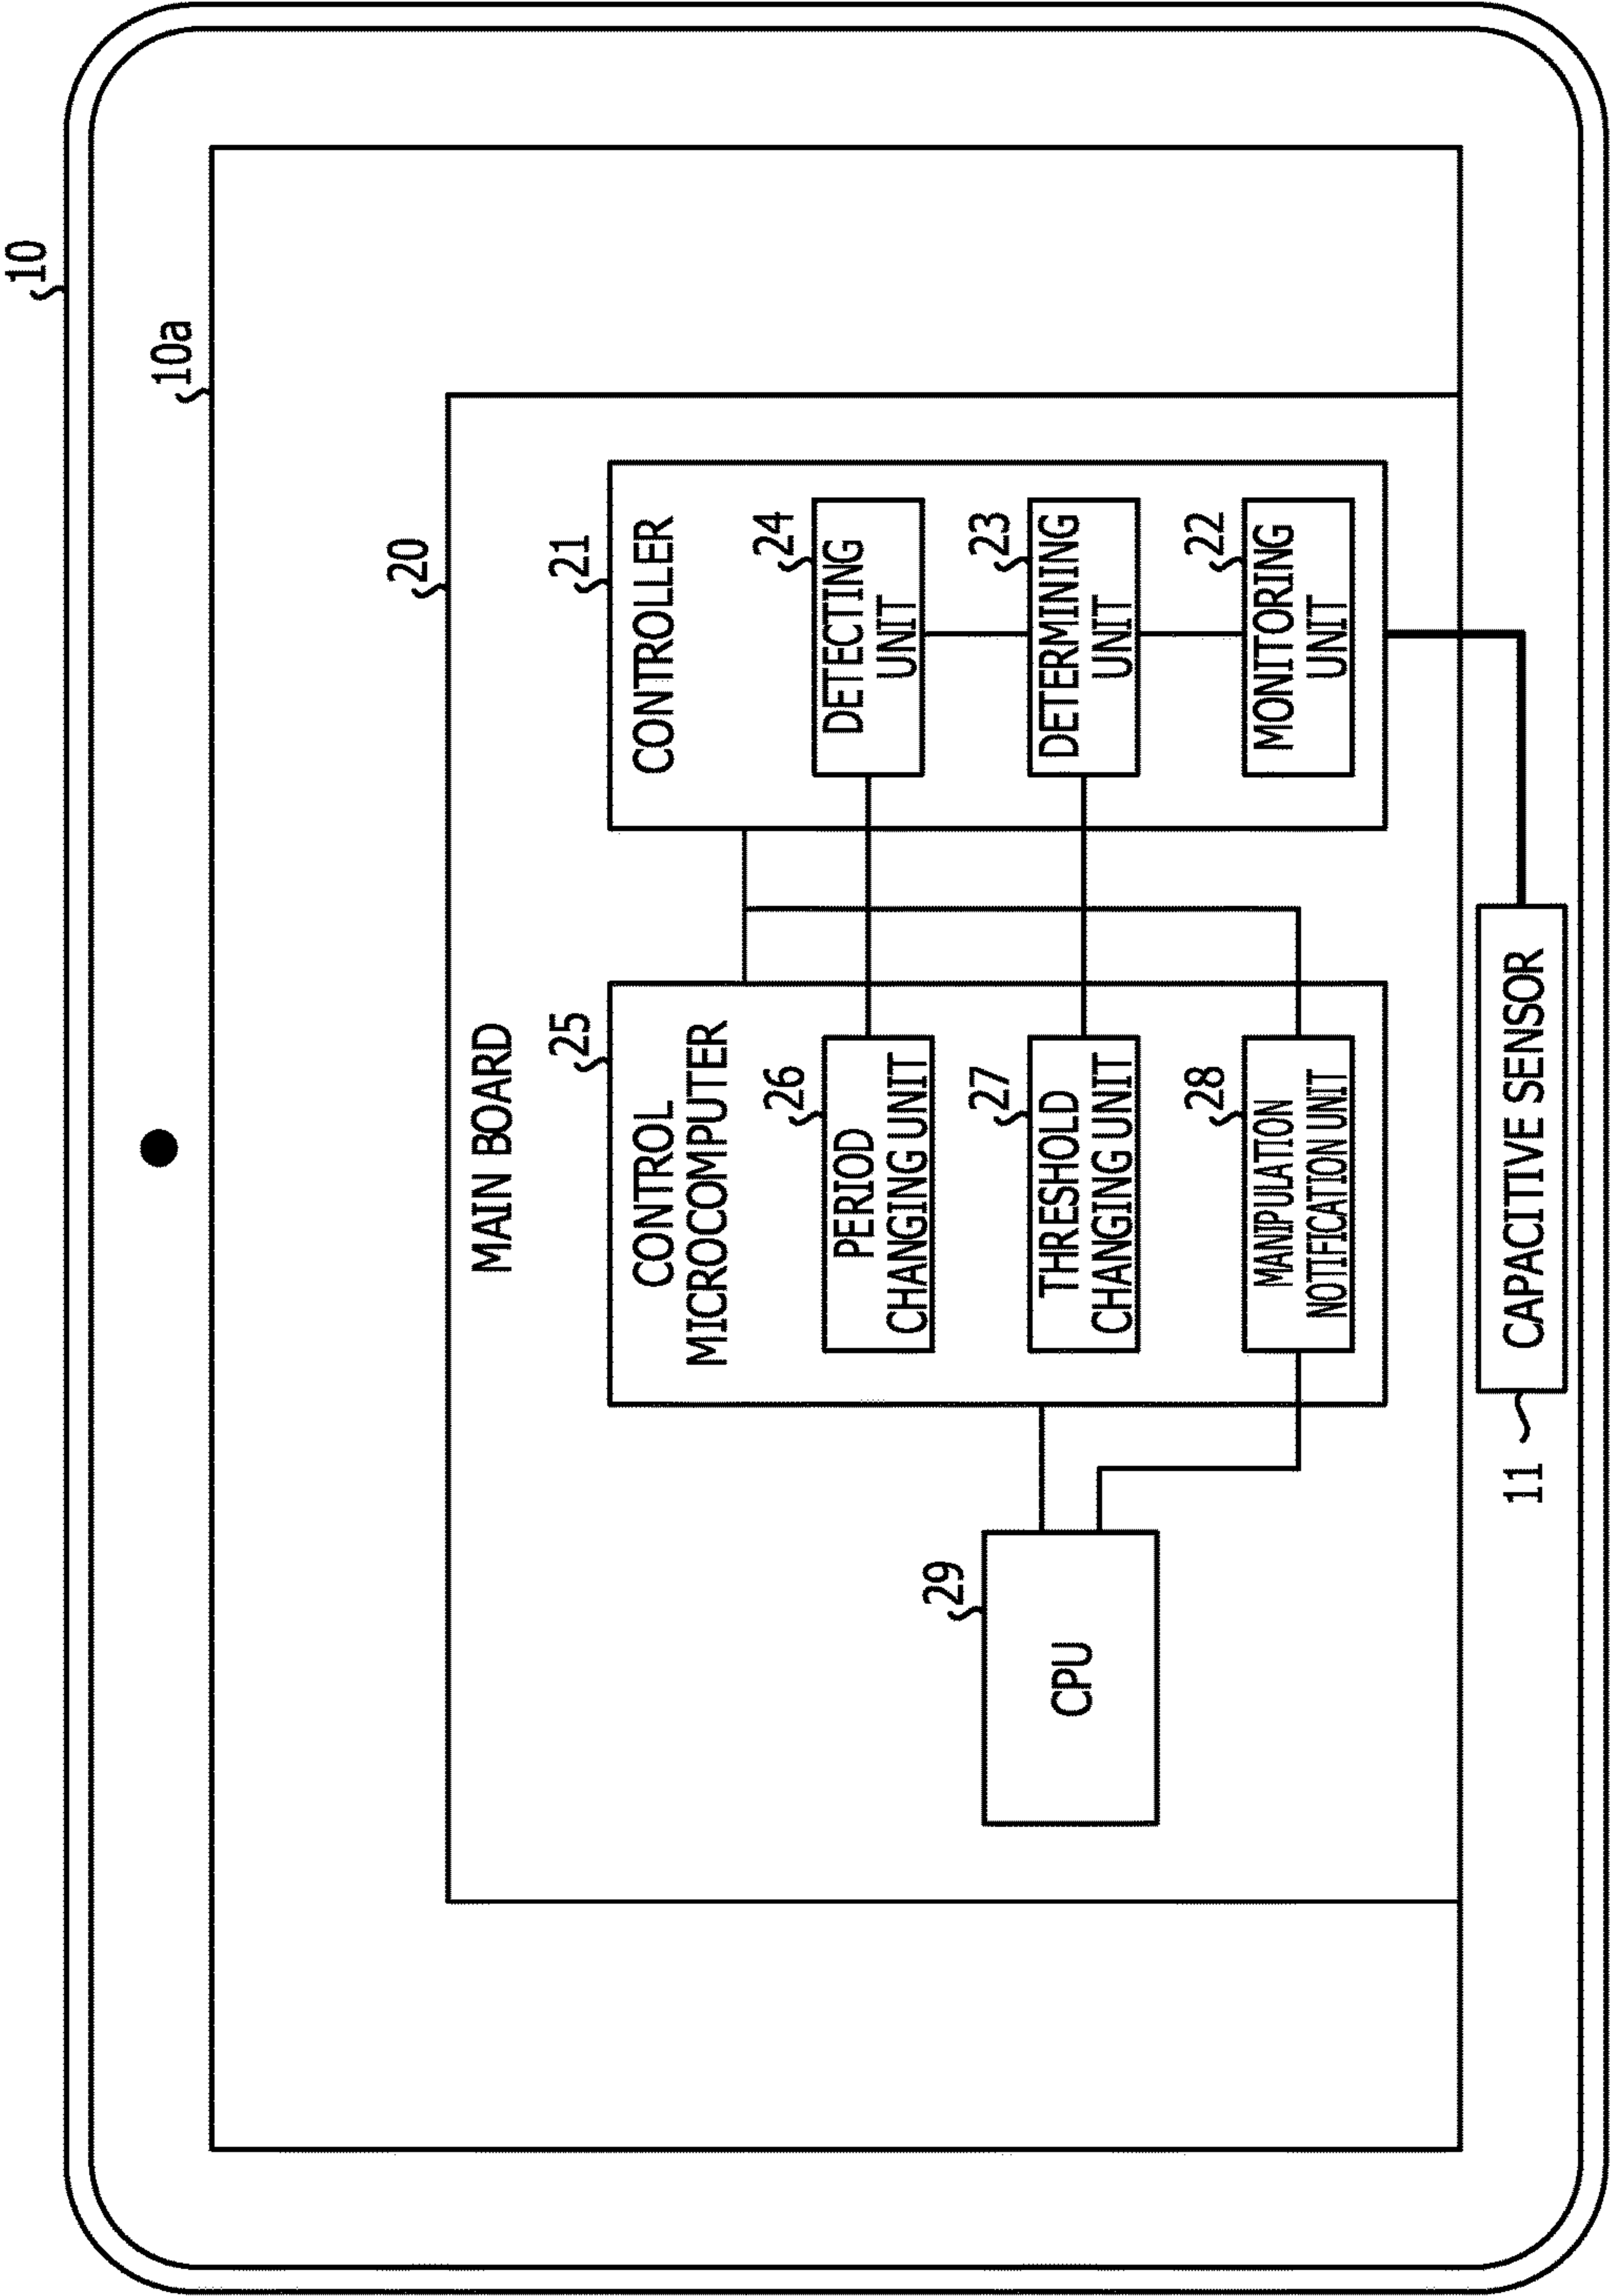 10
10a
20
MAIN BOARD
25
CONTROL
MICROCOMPUTER
21
CONTROLLER
26
PERIOD
CHANGING UNIT
24
DETECTING
UNIT
29
CPU
27
THRESHOLD
CHANGING UNIT
23
DETERMINING
UNIT
28
MANIPULATION
NOTIFICATION UNIT
22
MONITORING
UNIT
11
CAPACITIVE SENSOR